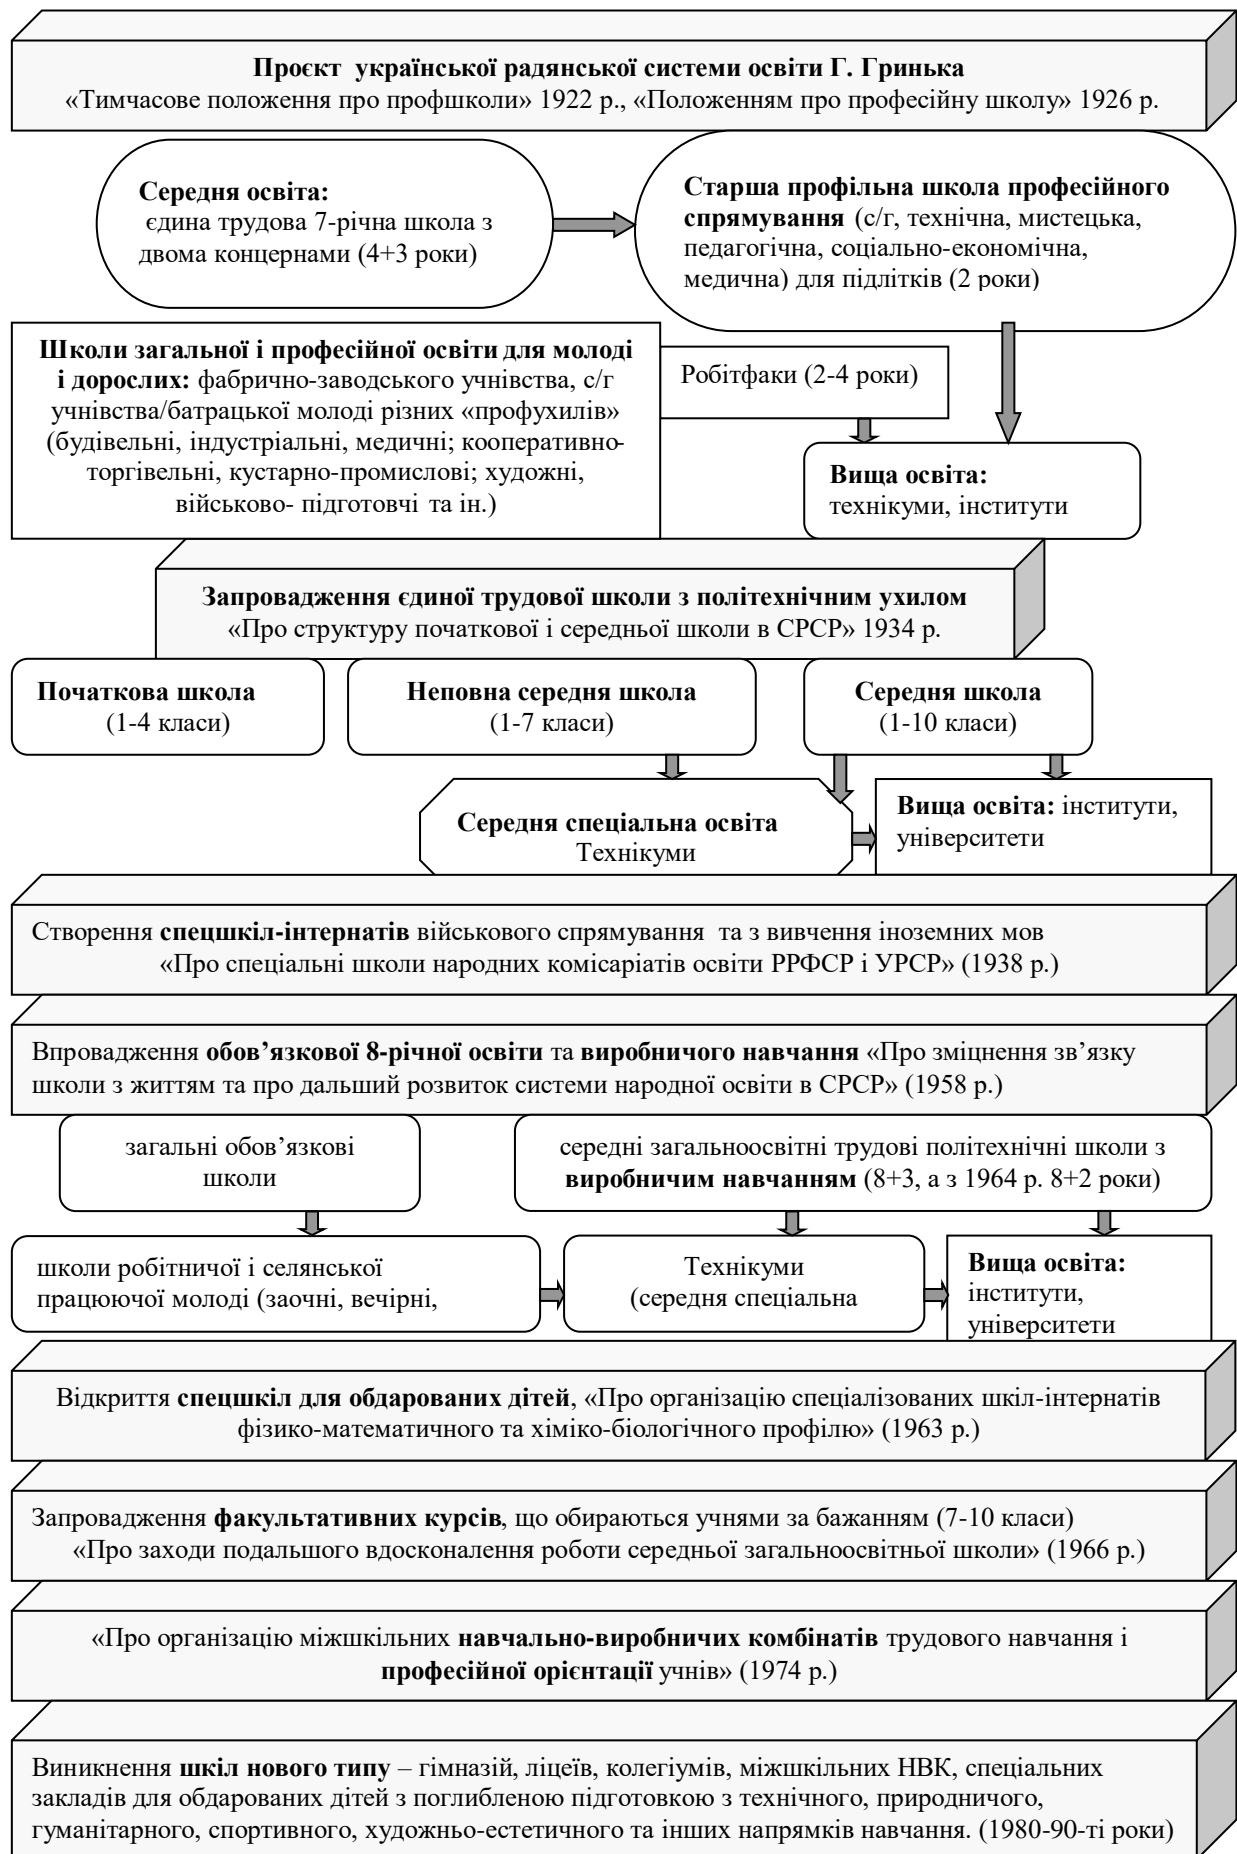 Проєкт української радянської системи освіти Г. Гринька
«Тимчасове положення про профшколи» 1922 р., «Положенням про професійну школу» 1926 р.
Середня освіта:
єдина трудова 7-річна школа з
двома концернами (4+3 роки)
Старша профільна школа професійного
спрямування (с/г, технічна, мистецька,
педагогічна, соціально-економічна,
медична) для підлітків (2 роки)
Школи загальної і професійної освіти для молоді
і дорослих: фабрично-заводського учнівства, с/г
учнівства/батрацької молоді різних «профухилів»
(будівельні, індустріальні, медичні; кооперативно-
торгівельні, кустарно-промислові; художні,
військово- підготовчі та ін.)
Робітфаки (2-4 роки)
Вища освіта:
технікуми, інститути
Запровадження єдиної трудової школи з політехнічним ухилом
«Про структуру початкової і середньої школи в СРСР» 1934 р.
Початкова школа
(1-4 класи)
Неповна середня школа
(1-7 класи)
Середня школа
(1-10 класи)
Середня спеціальна освіта
Технікуми
Вища освіта: інститути,
університети
Створення спецшкіл-інтернатів військового спрямування та з вивчення іноземних мов
«Про спеціальні школи народних комісаріатів освіти РРФСР і УРСР» (1938 р.)
Впровадження обов’язкової 8-річної освіти та виробничого навчання «Про зміцнення зв’язку
школи з життям та про дальший розвиток системи народної освіти в СРСР» (1958 р.)
загальні обов’язкові
школи
середні загальноосвітні трудові політехнічні школи з
виробничим навчанням (8+3, а з 1964 р. 8+2 роки)
школи робітничої і селянської
працюючої молоді (заочні, вечірні,
Технікуми
(середня спеціальна
Вища освіта:
інститути,
університети
Відкриття спецшкіл для обдарованих дітей, «Про організацію спеціалізованих шкіл-інтернатів
фізико-математичного та хіміко-біологічного профілю» (1963 р.)
Запровадження факультативних курсів, що обираються учнями за бажанням (7-10 класи)
«Про заходи подальшого вдосконалення роботи середньої загальноосвітньої школи» (1966 р.)
«Про організацію міжшкільних навчально-виробничих комбінатів трудового навчання і
професійної орієнтації учнів» (1974 р.)
Виникнення шкіл нового типу – гімназій, ліцеїв, колегіумів, міжшкільних НВК, спеціальних
закладів для обдарованих дітей з поглибленою підготовкою з технічного, природничого,
гуманітарного, спортивного, художньо-естетичного та інших напрямків навчання. (1980-90-ті роки)